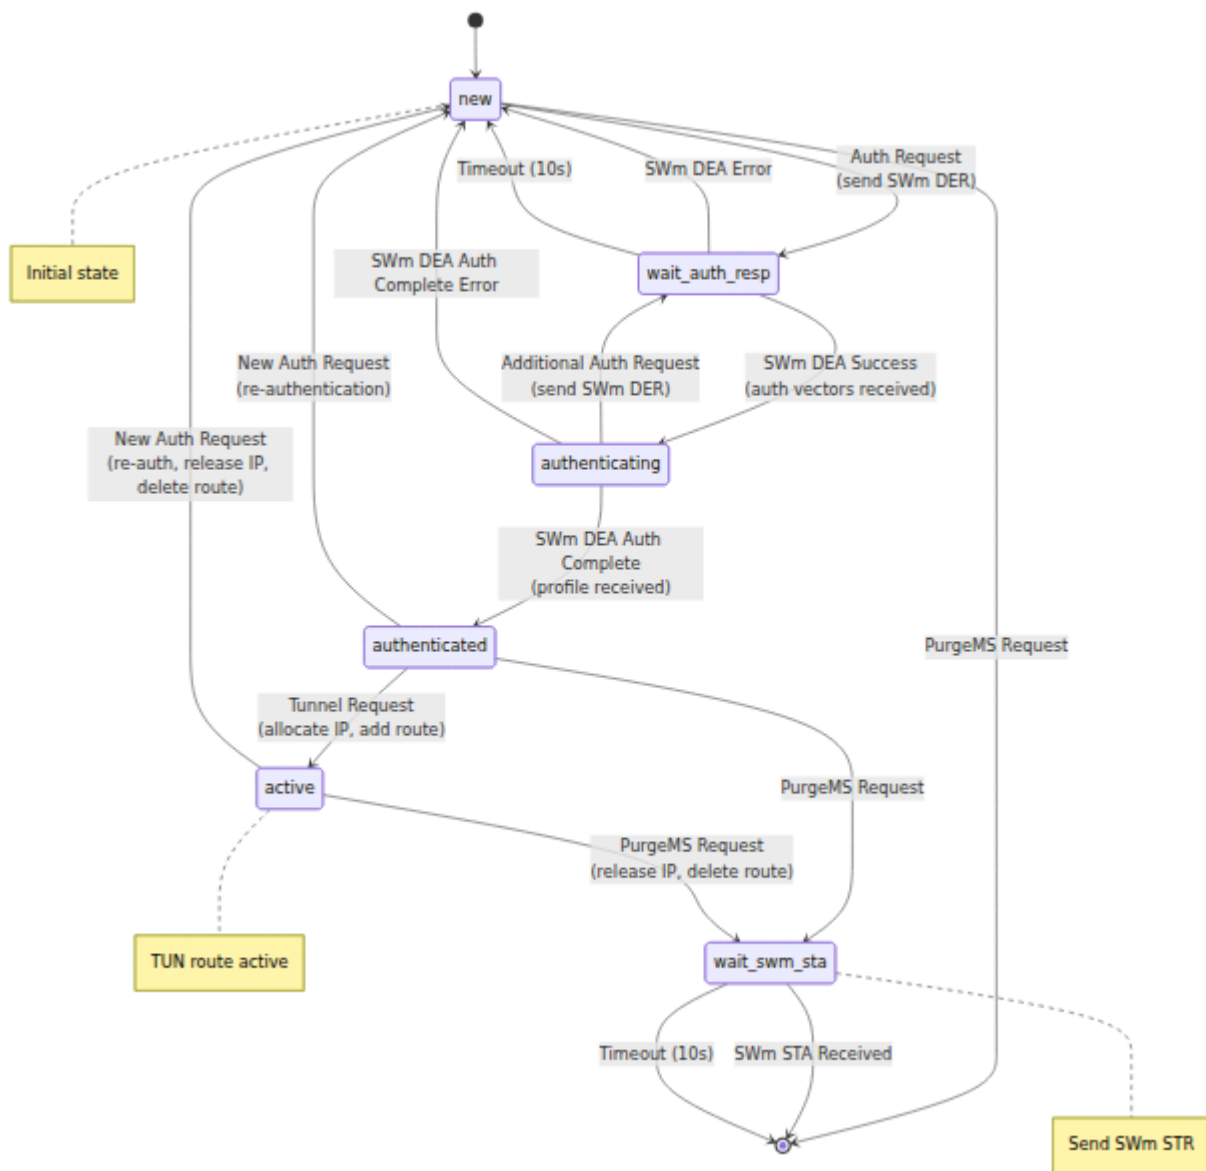 new
Timeout (10s)
SWm DEA Error
Auth Request
(send SWm DER)
Initial state
SWm DEA Auth
Complete Error
wait_auth_resp
New Auth Request
(re-authentication)
Additional Auth Request
(send SWm DER)
SWm DEA Success
(auth vectors received)
New Auth Request
(re-auth, release IP,
delete route)
authenticating
SWm DEA Auth
Complete
(profile received)
authenticated
PurgeMS Request
Tunnel Request
(allocate IP, add route)
active
PurgeMS Request
PurgeMS Request
(release IP, delete route)
TUN route active
wait_swm_sta
Timeout (10s)
SWm STA Received
Send SWm STR